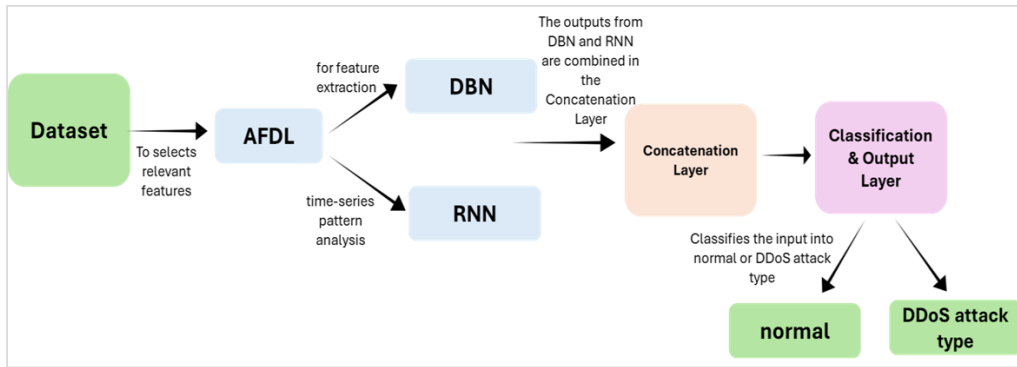 Dataset
To selects
relevant
features
AFDL
for feature
extraction
time-series
pattern
analysis
DBN
RNN
The outputs from
DBN and RNN
are combined in
the
Concatenation
Layer
Concatenation
Layer
Classification
& Output
Layer
Classifies the input into
normal or DDoS attack
type
normal
DDoS attack
type